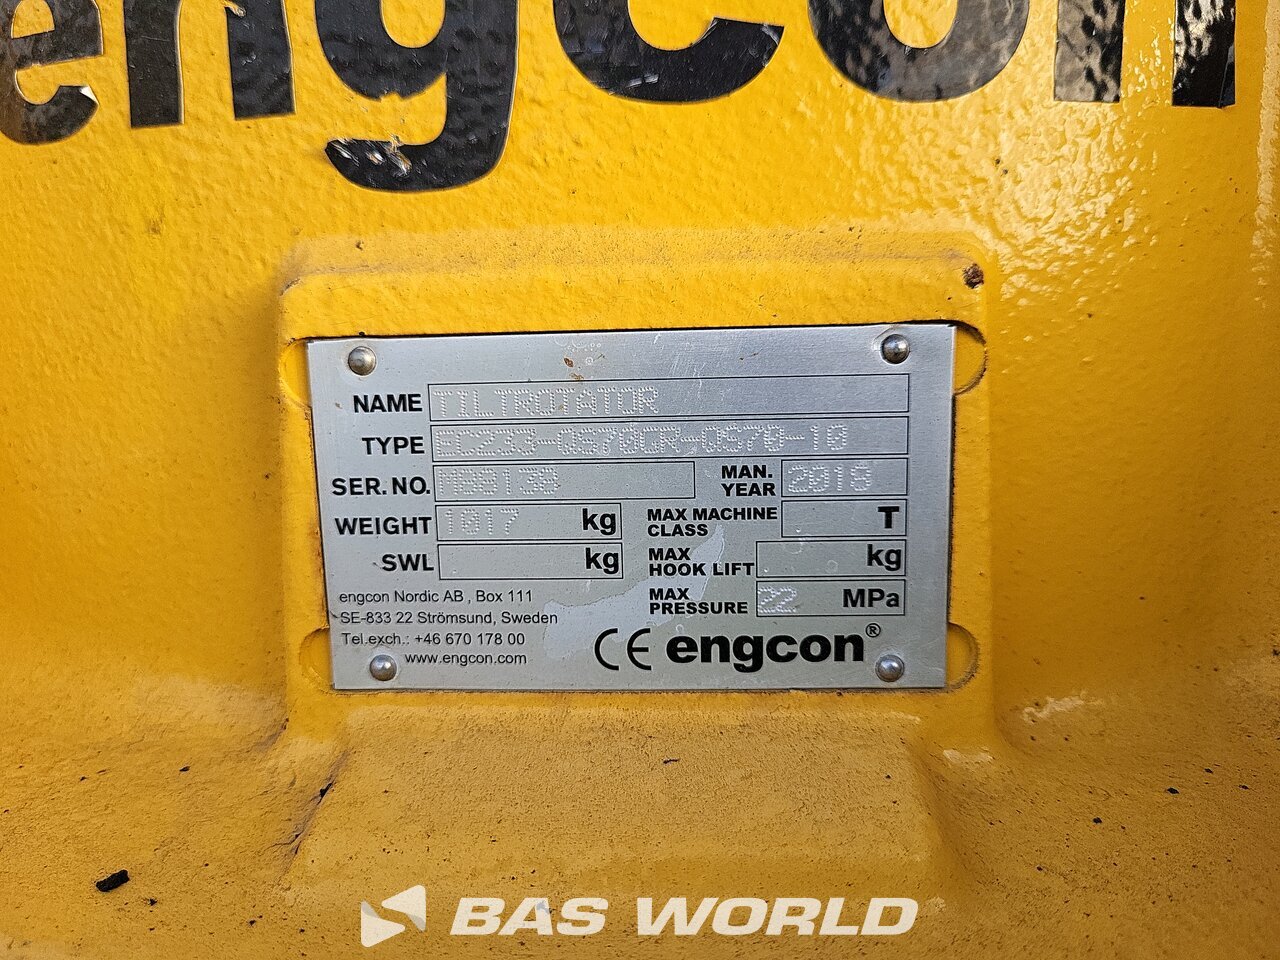 engcon
NAME TILTROTATOR
TYPE EC233-QS70GR-QS70-10
SER. NO. M88130 MAN. YEAR 2018
WEIGHT 1017 kg MAX MACHINE CLASS T
SWL kg MAX HOOK LIFT kg
MAX PRESSURE 22 MPa
engcon Nordic AB , Box 111
SE-833 22 Strömsund, Sweden
Tel.exch.: +46 670 178 00
www.engcon.com
CE engcon®
BAS WORLD